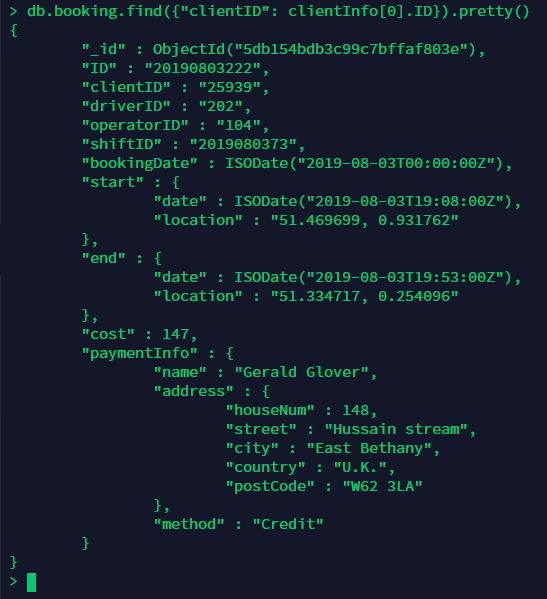 > db.booking.find({"clientID": clientInfo[0].ID}).pretty()
{
        "_id" : ObjectId("5db154bdb3c99c7bffaf803e"),
        "ID" : "20190803222",
        "clientID" : "25939",
        "driverID" : "202",
        "operatorID" : "104",
        "shiftID" : "2019080373",
        "bookingDate" : ISODate("2019-08-03T00:00:00Z"),
        "start" : {
                "date" : ISODate("2019-08-03T19:08:00Z"),
                "location" : "51.469699, 0.931762"
        },
        "end" : {
                "date" : ISODate("2019-08-03T19:53:00Z"),
                "location" : "51.334717, 0.254096"
        },
        "cost" : 147,
        "paymentInfo" : {
                "name" : "Gerald Glover",
                "address" : {
                        "houseNum" : 148,
                        "street" : "Hussain stream",
                        "city" : "East Bethany",
                        "country" : "U.K.",
                        "postCode" : "W62 3LA"
                },
                "method" : "Credit"
        }
}
>